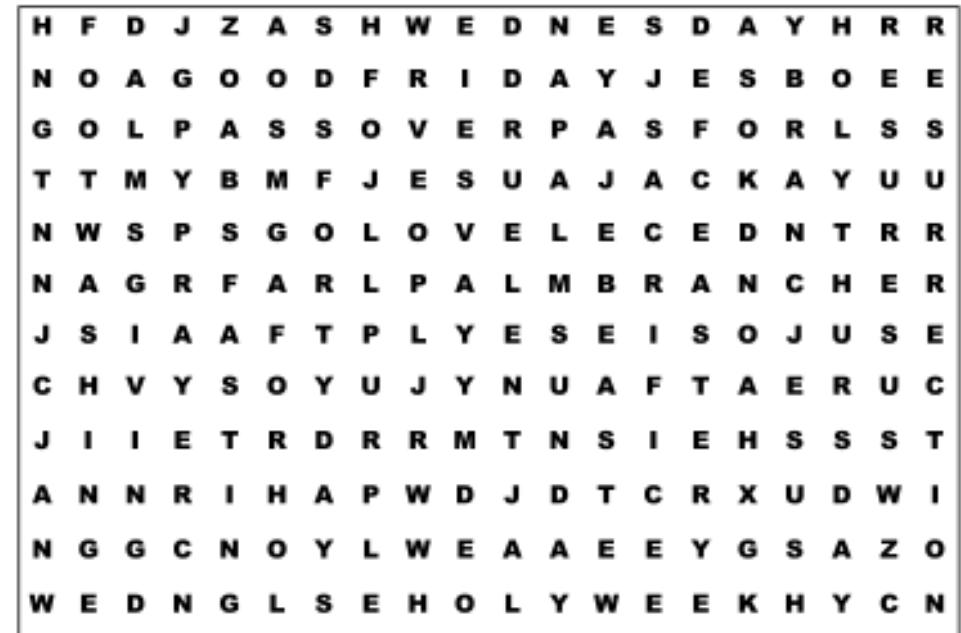 H F D J Z A S H W E D N E S D A Y H R R
N O A G O O D F R I D A Y J E S B O E E
G O L P A S S O V E R P A S F O R L S S
T T M Y B M F J E S U A J A C K A Y U U
N W S P S G O L O V E L E C E D N T R R
N A G R F A R L P A L M B R A N C H E R
J S I A A F T P L Y E S E I S O J U S E
C H V Y S O Y U J Y N U A F T A E R U C
J I I E T R D R R M T N S I E H S S S T
A N N R I H A P W D J D T C R X U D W I
N G G C N O Y L W E A A E E Y G S A Z O
W E D N G L S E H O L Y W E E K H Y C N